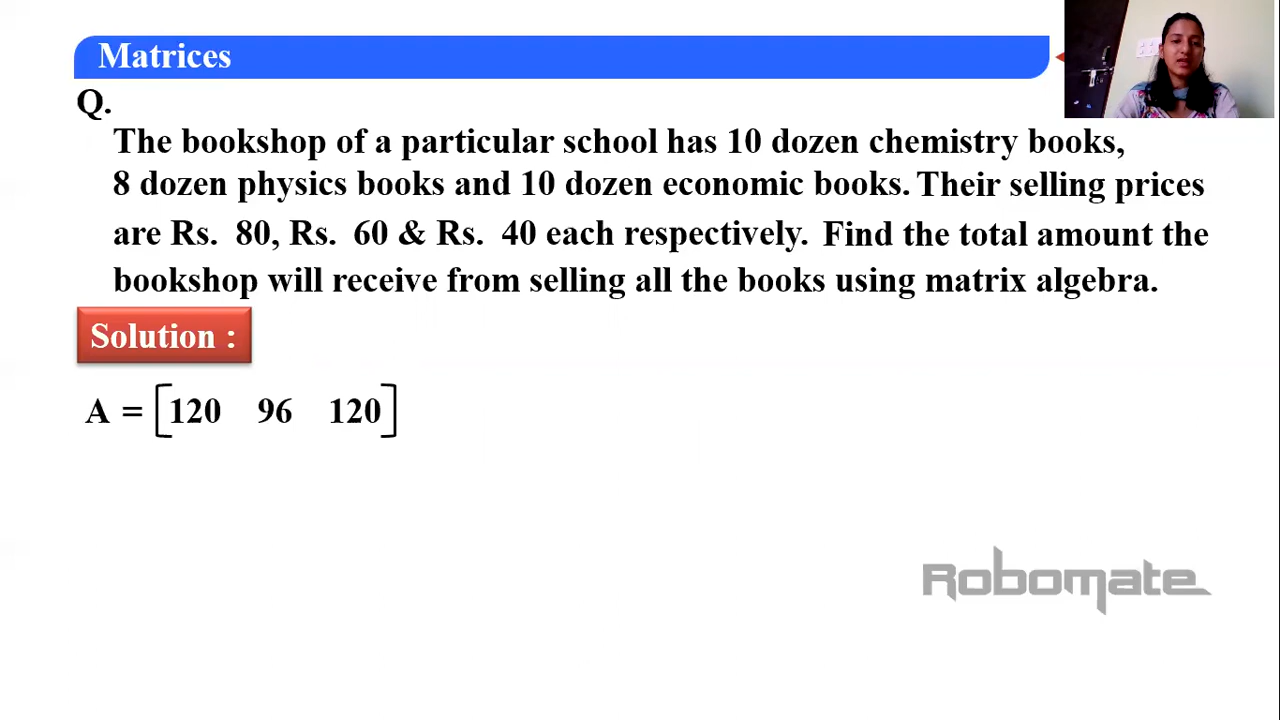 Matrices
Q.
The bookshop of a particular school has 10 dozen chemistry books,
8 dozen physics books and 10 dozen economic books. Their selling prices
are Rs. 80, Rs. 60 & Rs. 40 each respectively. Find the total amount the
bookshop will receive from selling all the books using matrix algebra.
Solution :
A = [120 96 120]
Robomate